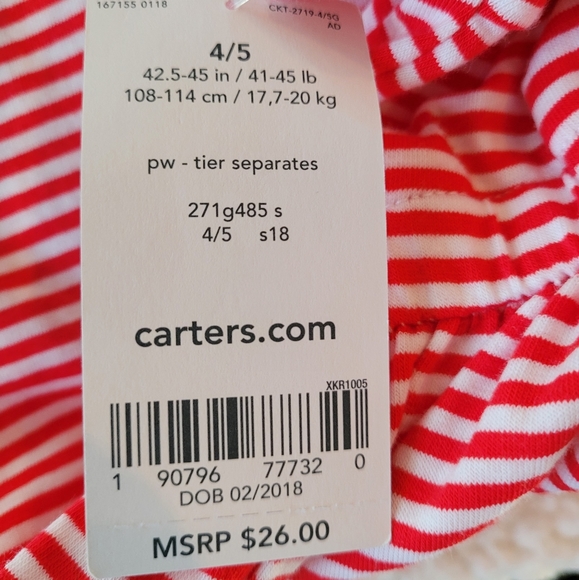 167155 0118
CKT-2719-4/5G
AD
4/5
42.5-45 in / 41-45 lb
108-114 cm / 17,7-20 kg
pw - tier separates
271g485 s
4/5 s18
carters.com
XKR1005
1 90796 77732 0
DOB 02/2018
MSRP $26.00